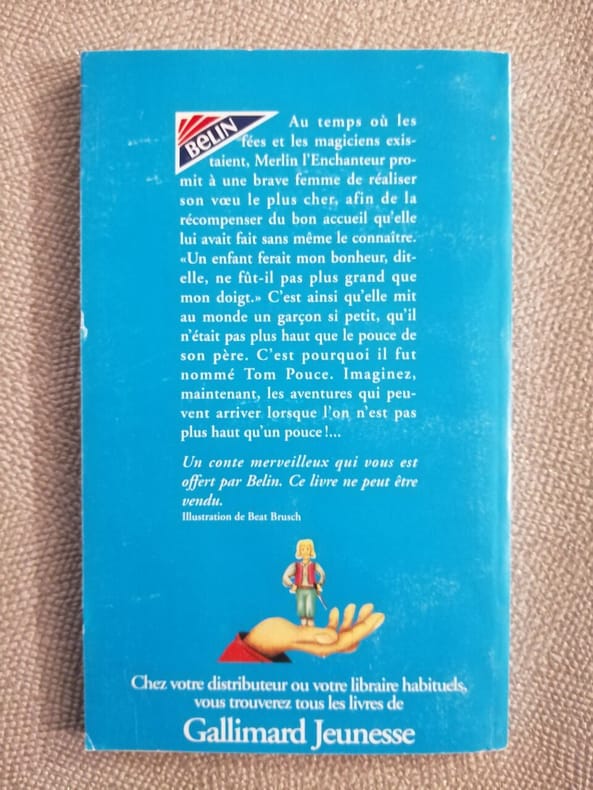 BELIN
Au temps où les
fées et les magiciens exis-
taient, Merlin l'Enchanteur pro-
mit à une brave femme de réaliser
son vœu le plus cher, afin de la
récompenser du bon accueil qu'elle
lui avait fait sans même le connaître.
«Un enfant ferait mon bonheur, dit-
elle, ne fût-il pas plus grand que
mon doigt.» C'est ainsi qu'elle mit
au monde un garçon si petit, qu'il
n'était pas plus haut que le pouce de
son père. C'est pourquoi il fut
nommé Tom Pouce. Imaginez,
maintenant, les aventures qui peu-
vent arriver lorsque l'on n'est pas
plus haut qu'un pouce!...
Un conte merveilleux qui vous est
offert par Belin. Ce livre ne peut être
vendu.
Illustration de Beat Brusch
Chez votre distributeur ou votre libraire habituels,
vous trouverez tous les livres de
Gallimard Jeunesse